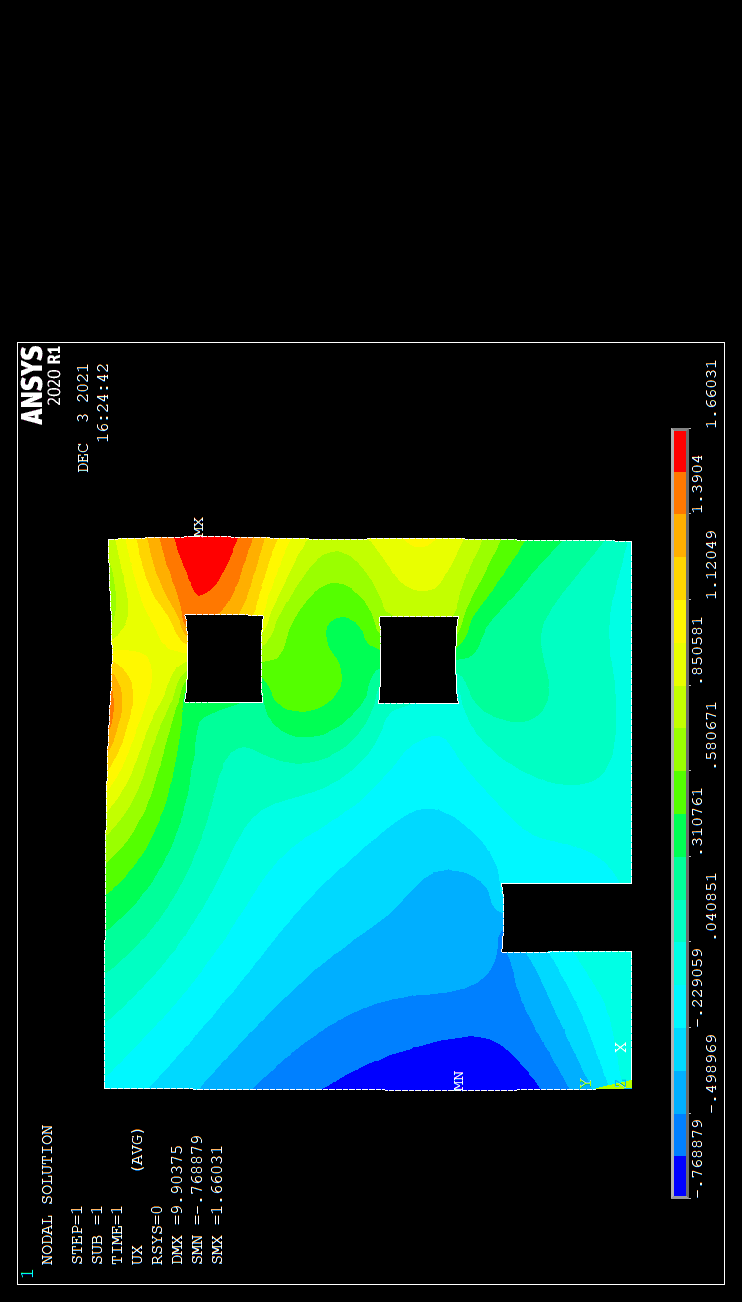 1
NODAL SOLUTION
STEP=1
SUB =1
TIME=1
UX (AVG)
RSYS=0
DMX =9.90375
SMN =-.768879
SMX =1.66031
ANSYS
2020 R1
DEC 3 2021
16:24:42
MX
MN
Y
Z X
-.768879 -.498969 -.229059 .040851 .310761 .580671 .850581 1.12049 1.3904 1.66031